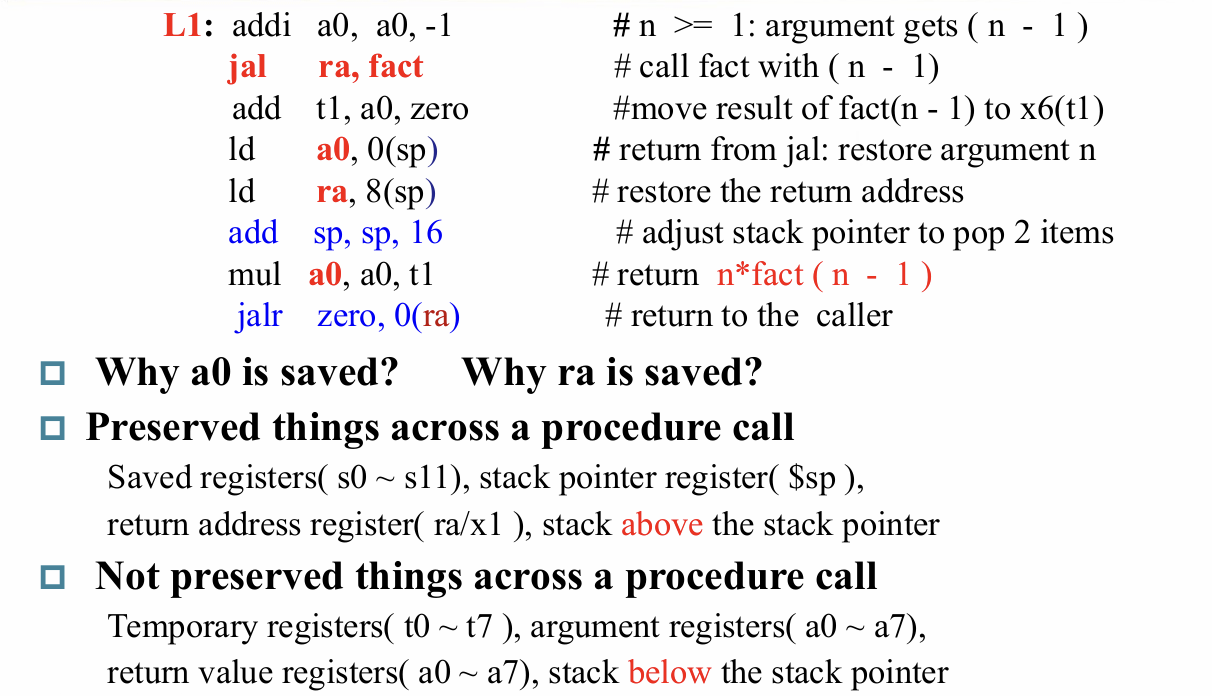 L1: addi a0, a0, -1 # n >= 1: argument gets ( n - 1 )
jal ra, fact # call fact with ( n - 1)
add t1, a0, zero #move result of fact(n - 1) to x6(t1)
ld a0, 0(sp) # return from jal: restore argument n
ld ra, 8(sp) # restore the return address
add sp, sp, 16 # adjust stack pointer to pop 2 items
mul a0, a0, t1 # return n*fact ( n - 1 )
jalr zero, 0(ra) # return to the caller
Why a0 is saved? Why ra is saved?
Preserved things across a procedure call
Saved registers( s0 ~ s11), stack pointer register( $sp ),
return address register( ra/x1 ), stack above the stack pointer
Not preserved things across a procedure call
Temporary registers( t0 ~ t7 ), argument registers( a0 ~ a7),
return value registers( a0 ~ a7), stack below the stack pointer